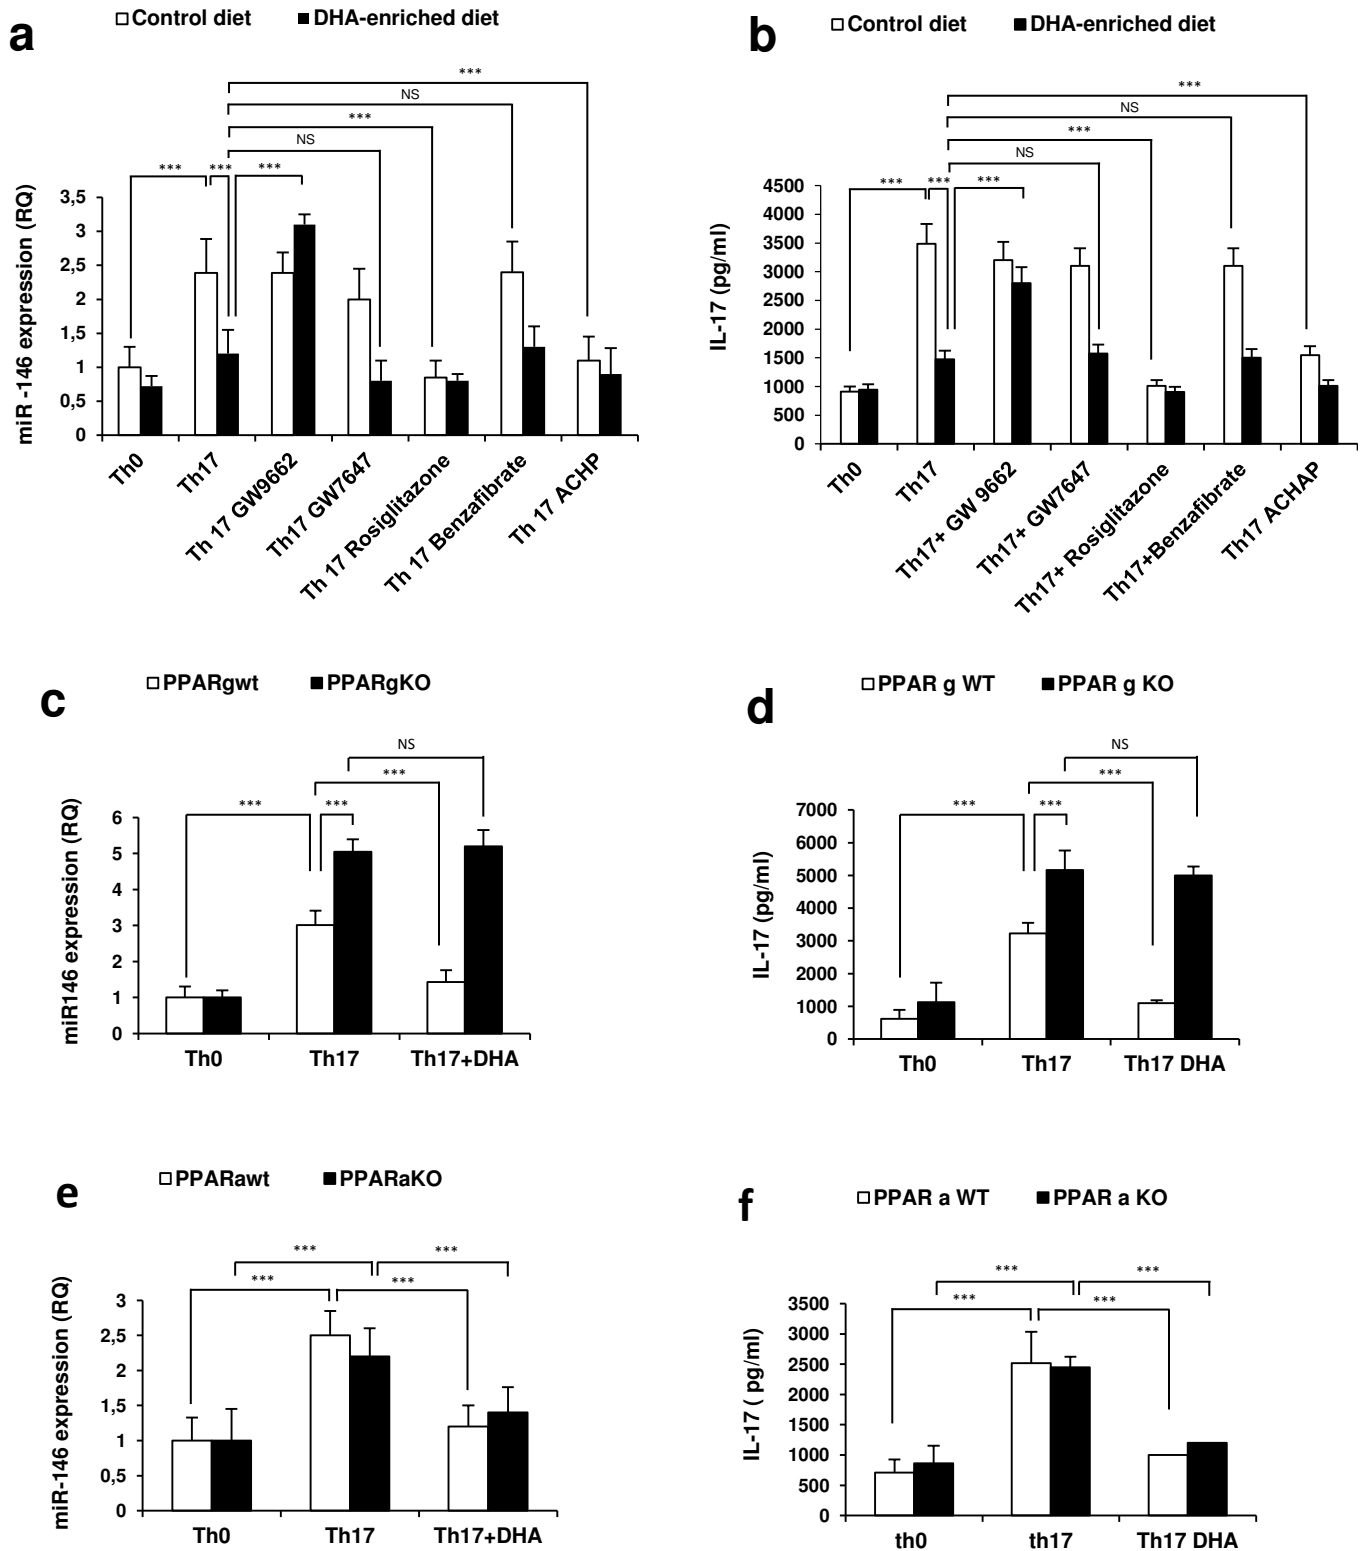 a
Control diet DHA-enriched diet
***
NS
***
NS
*** *** ***
miR -146 expression (RQ)
3,5
3
2,5
2
1,5
1
0,5
0
Th0
Th17
Th 17 GW9662
Th17 GW7647
Th 17 Rosiglitazone
Th 17 Benzafibrate
Th 17 ACHP
b
Control diet DHA-enriched diet
***
NS
***
NS
*** *** ***
IL-17 (pg/ml)
4500
4000
3500
3000
2500
2000
1500
1000
500
0
Th0
Th17
Th17+ GW 9662
Th17+ GW7647
Th17+ Rosiglitazone
Th17+Benzafibrate
Th17 ACHAP
c
PPARgwt PPARgKO
NS
***
*** ***
miR146 expression (RQ)
6
5
4
3
2
1
0
Th0 Th17 Th17+DHA
d
PPAR g WT PPAR g KO
NS
***
*** ***
IL-17 (pg/ml)
7000
6000
5000
4000
3000
2000
1000
0
Th0 Th17 Th17 DHA
e
PPARawt PPARaKO
*** ***
*** ***
miR-146 expression (RQ)
3
2,5
2
1,5
1
0,5
0
Th0 Th17 Th17+DHA
f
PPAR a WT PPAR a KO
*** ***
*** ***
IL-17 ( pg/ml)
3500
3000
2500
2000
1500
1000
500
0
th0 th17 Th17 DHA